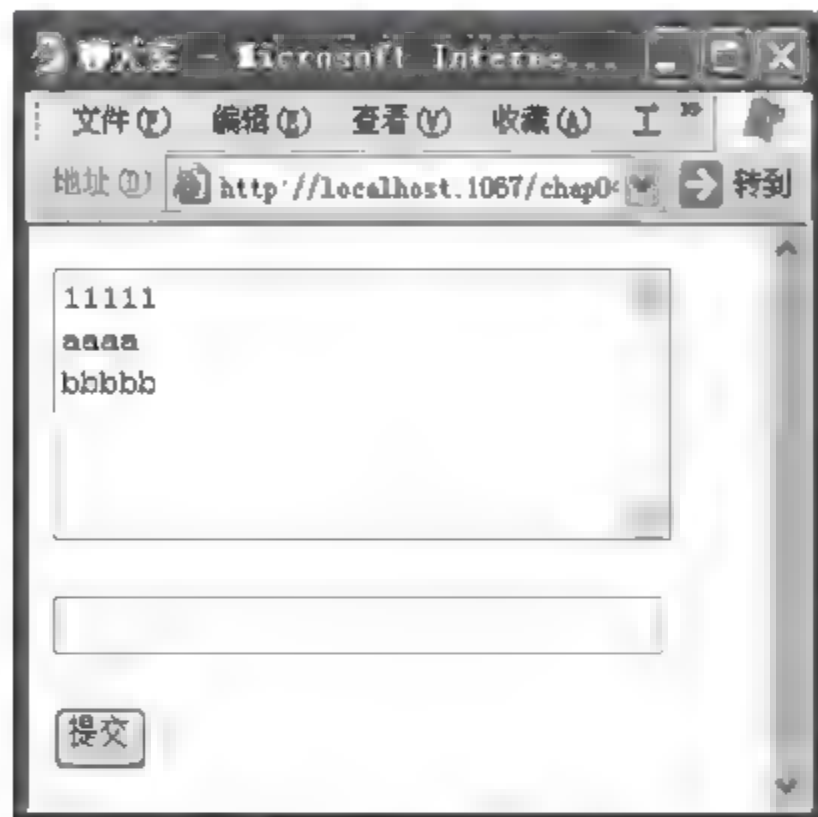 - Microsoft Interne...
文件(F) 编辑(E) 查看(V) 收藏(A) 工 »
地址(D) http://localhost:1067/chap0 转到
11111
aaaa
bbbbb
提交